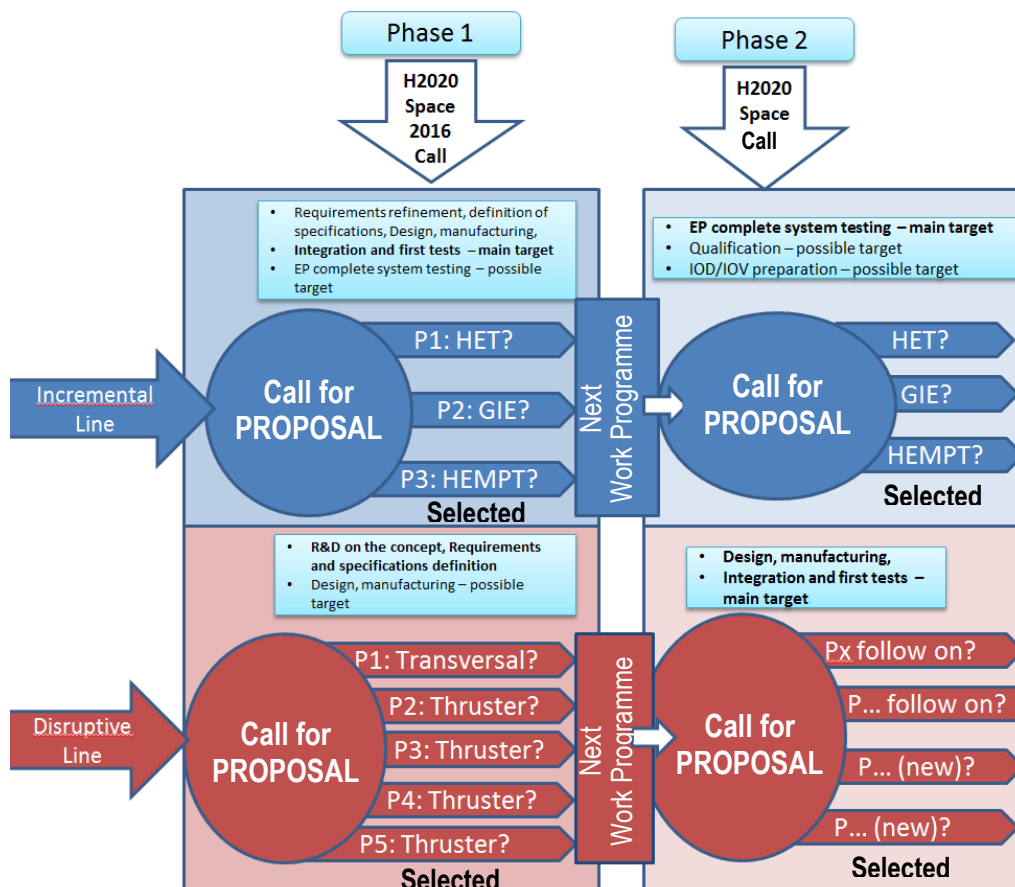 Phase 1
Phase 2
H2020
Space
2016
Call
H2020
Space
Call
• Requirements refinement, definition of
specifications, Design, manufacturing,
• Integration and first tests – main target
• EP complete system testing – possible
target
• EP complete system testing – main target
• Qualification – possible target
• IOD/IOV preparation – possible target
Incremental
Line
Call for
PROPOSAL
P1: HET?
P2: GIE?
P3: HEMPT?
Selected
Next
Work Programme
Call for
PROPOSAL
HET?
GIE?
HEMPT?
Selected
• R&D on the concept, Requirements
and specifications definition
• Design, manufacturing – possible
target
• Design, manufacturing,
• Integration and first tests –
main target
Disruptive
Line
Call for
PROPOSAL
P1: Transversal?
P2: Thruster?
P3: Thruster?
P4: Thruster?
P5: Thruster?
Selected
Next
Work Programme
Call for
PROPOSAL
Px follow on?
P... follow on?
P... (new)?
P... (new)?
Selected